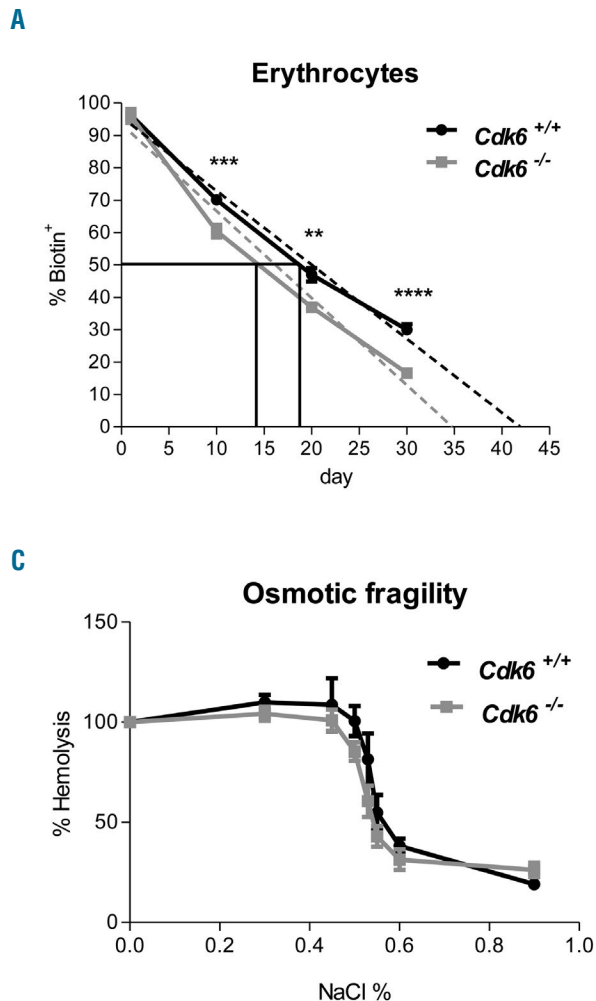 A
Erythrocytes
Cdk6 +/+
Cdk6 -/-
% Biotin+
100
90
80
70
60
50
40
30
20
10
0
***
**
****
0 5 10 15 20 25 30 35 40 45
day
C
Osmotic fragility
Cdk6 +/+
Cdk6 -/-
% Hemolysis
150
100
50
0
0.0 0.2 0.4 0.6 0.8 1.0
NaCl %